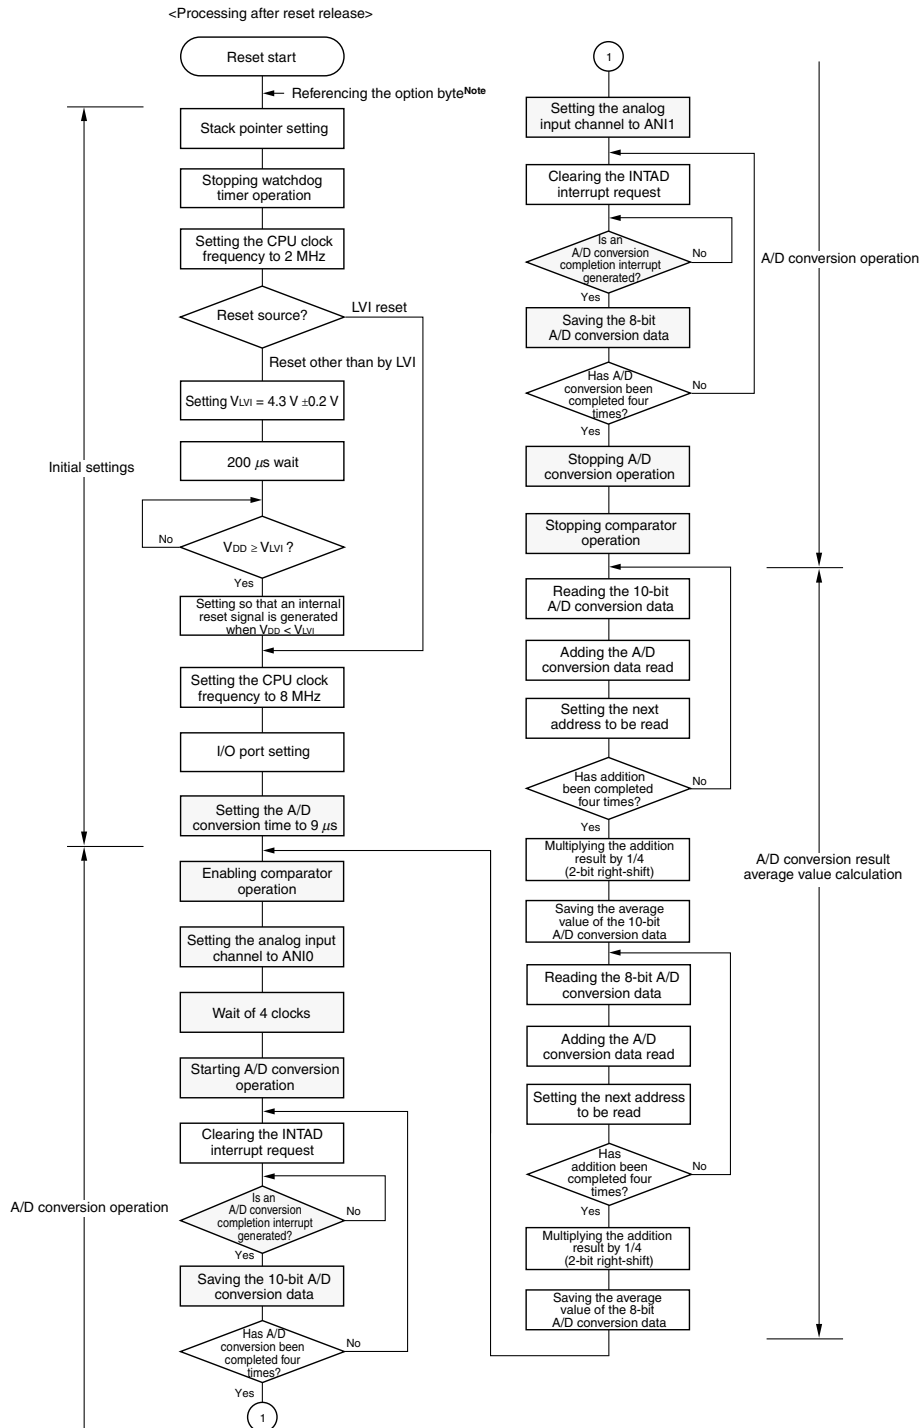 <Processing after reset release>
Reset start
Referencing the option byteNote
Stack pointer setting
Stopping watchdog
timer operation
Setting the CPU clock
frequency to 2 MHz
Reset source?
LVI reset
Reset other than by LVI
Setting VLVI = 4.3 V ±0.2 V
200 μs wait
Initial settings
No
VDD ≥ VLVI ?
Yes
Setting so that an internal
reset signal is generated
when VDD < VLVI
Setting the CPU clock
frequency to 8 MHz
I/O port setting
Setting the A/D
conversion time to 9 μs
Enabling comparator
operation
Setting the analog input
channel to ANI0
Wait of 4 clocks
Starting A/D conversion
operation
Clearing the INTAD
interrupt request
A/D conversion operation
Is an
A/D conversion
completion interrupt
generated?
No
Yes
Saving the 10-bit A/D
conversion data
Has A/D
conversion been
completed four
times?
No
Yes
1
1
Setting the analog
input channel to ANI1
Clearing the INTAD
interrupt request
Is an
A/D conversion
completion interrupt
generated?
No
A/D conversion operation
Yes
Saving the 8-bit
A/D conversion data
Has A/D
conversion been
completed four
times?
No
Yes
Stopping A/D
conversion operation
Stopping comparator
operation
Reading the 10-bit
A/D conversion data
Adding the A/D
conversion data read
Setting the next
address to be read
Has addition
been completed
four times?
No
Yes
Multiplying the addition
result by 1/4
(2-bit right-shift)
A/D conversion result
average value calculation
Saving the average
value of the 10-bit
A/D conversion data
Reading the 8-bit A/D
conversion data
Adding the A/D
conversion data read
Setting the next address
to be read
Has
addition been
completed four
times?
No
Yes
Multiplying the addition
result by 1/4
(2-bit right-shift)
Saving the average
value of the 8-bit
A/D conversion data